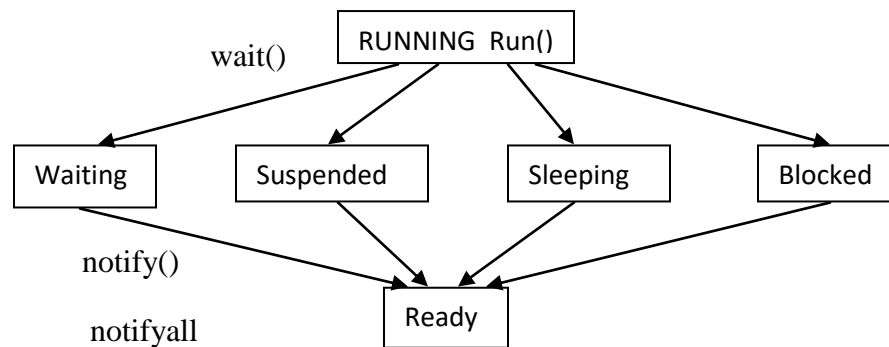 RUNNING Run()
wait()
Waiting
Suspended
Sleeping
Blocked
notify()
Ready
notifyall